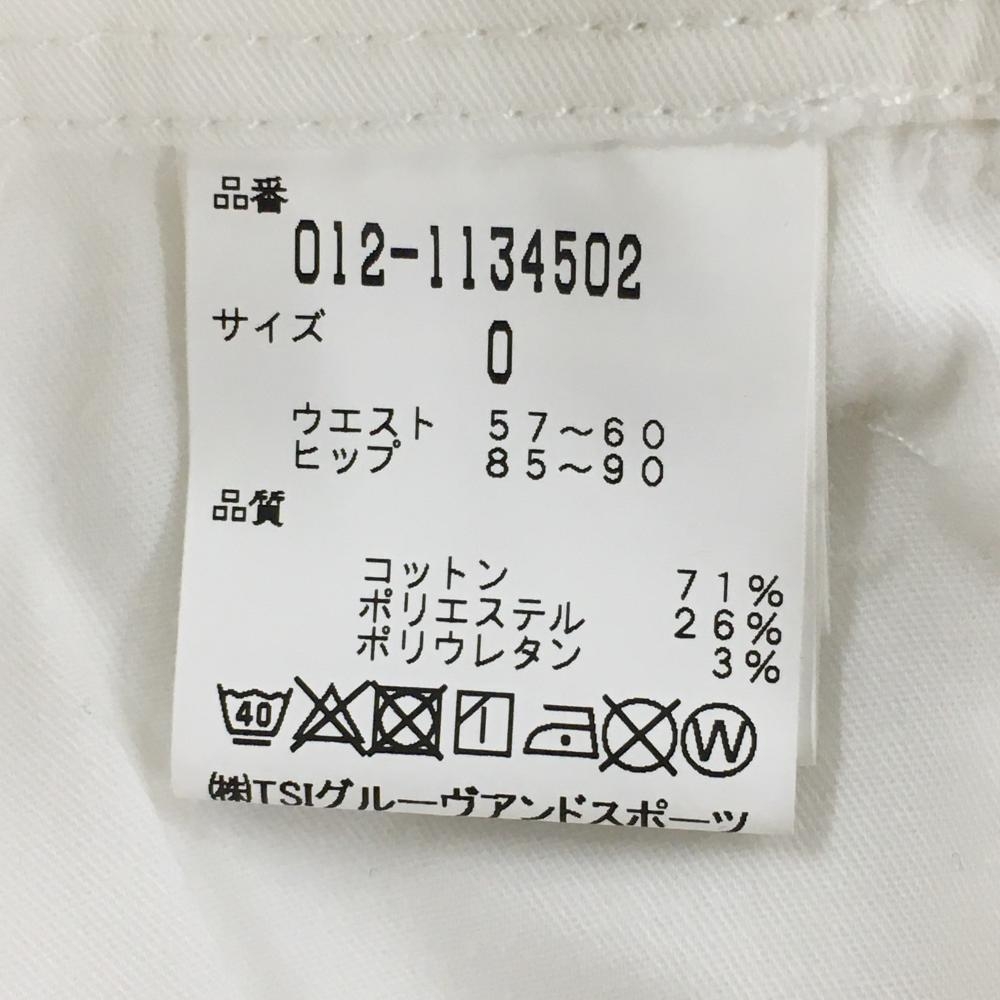 品番
012-1134502
サイズ
0
ウエスト 57～60
ヒップ 85～90
品質
コットン 71%
ポリエステル 26%
ポリウレタン 3%
40 W
㈱TSIグルーヴアンドスポーツ